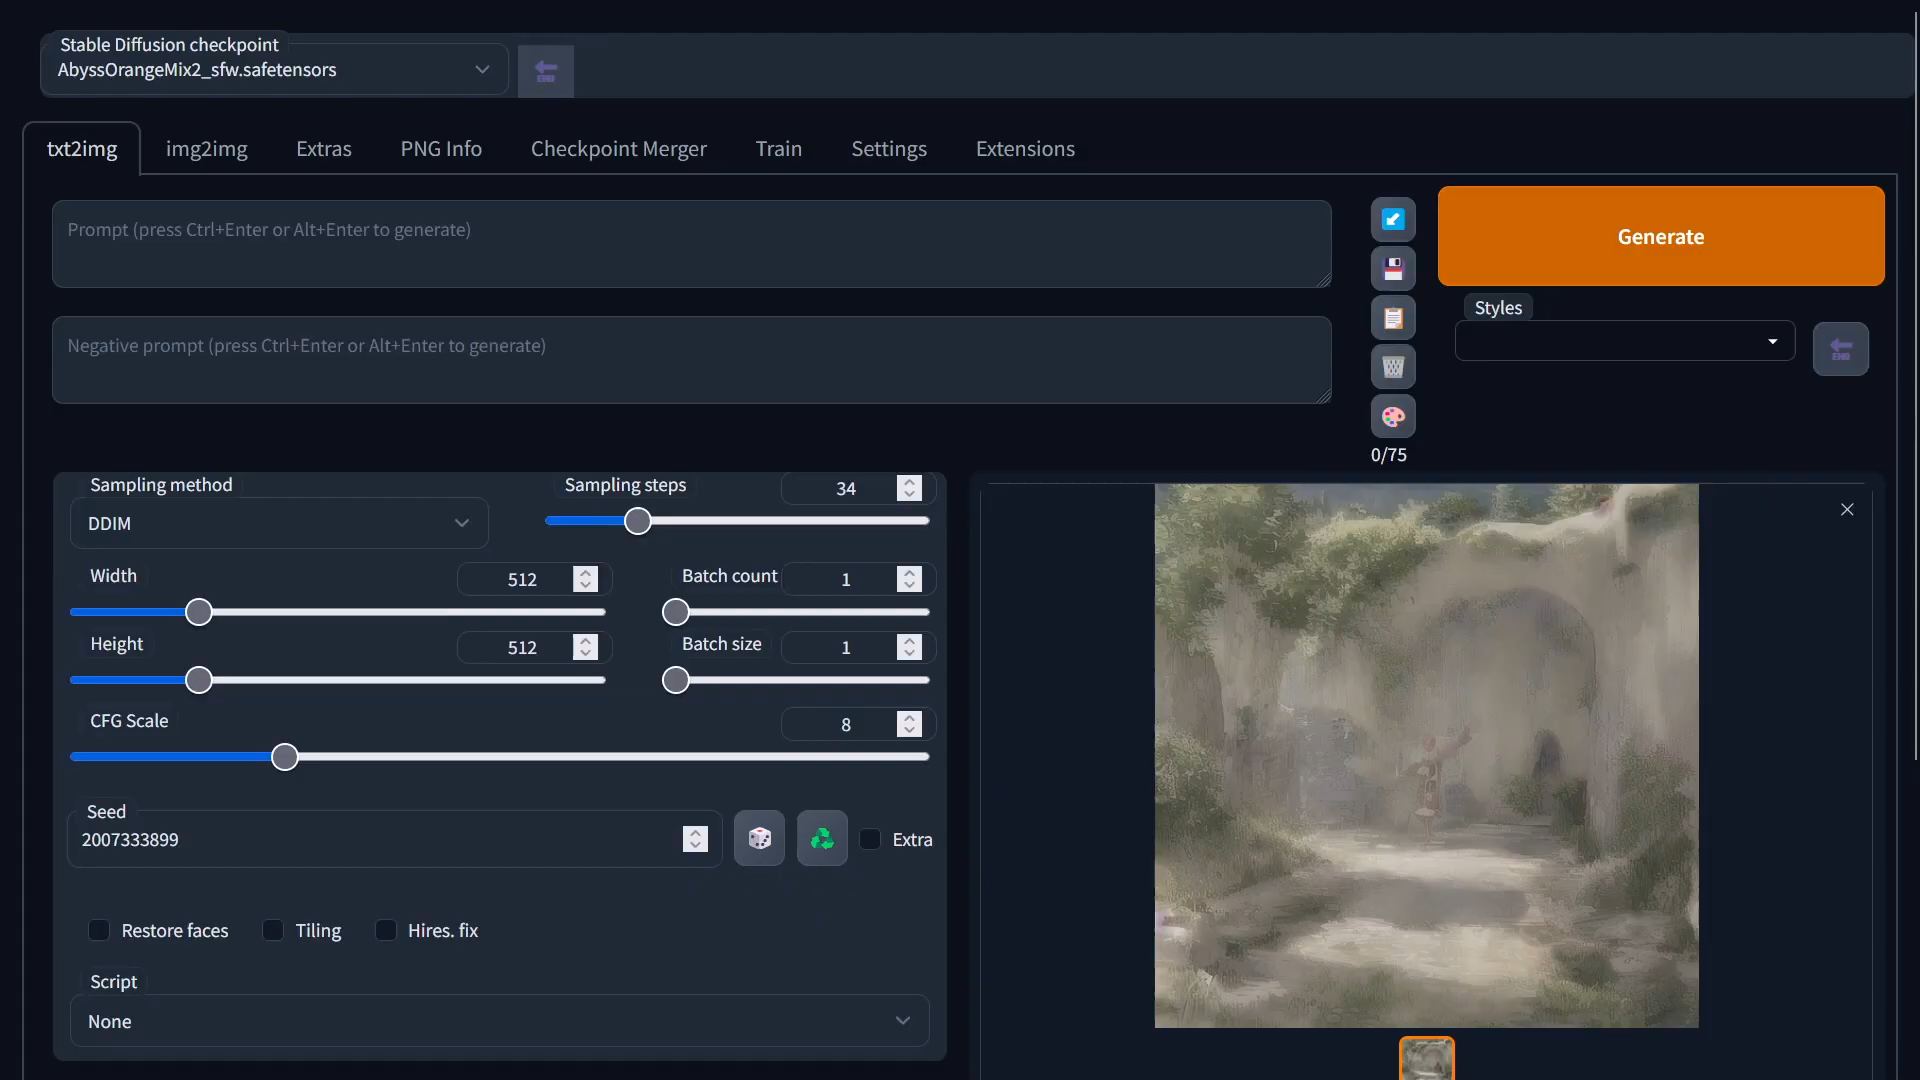 Stable Diffusion checkpoint
AbyssOrangeMix2_sfw.safetensors
txt2img
img2img
Extras
PNG Info
Checkpoint Merger
Train
Settings
Extensions
Prompt (press Ctrl+Enter or Alt+Enter to generate)
Negative prompt (press Ctrl+Enter or Alt+Enter to generate)
0/75
Generate
Styles
Sampling method
DDIM
Sampling steps
34
Width
512
Batch count
1
Height
512
Batch size
1
CFG Scale
8
Seed
2007333899
Extra
Restore faces
Tiling
Hires. fix
Script
None